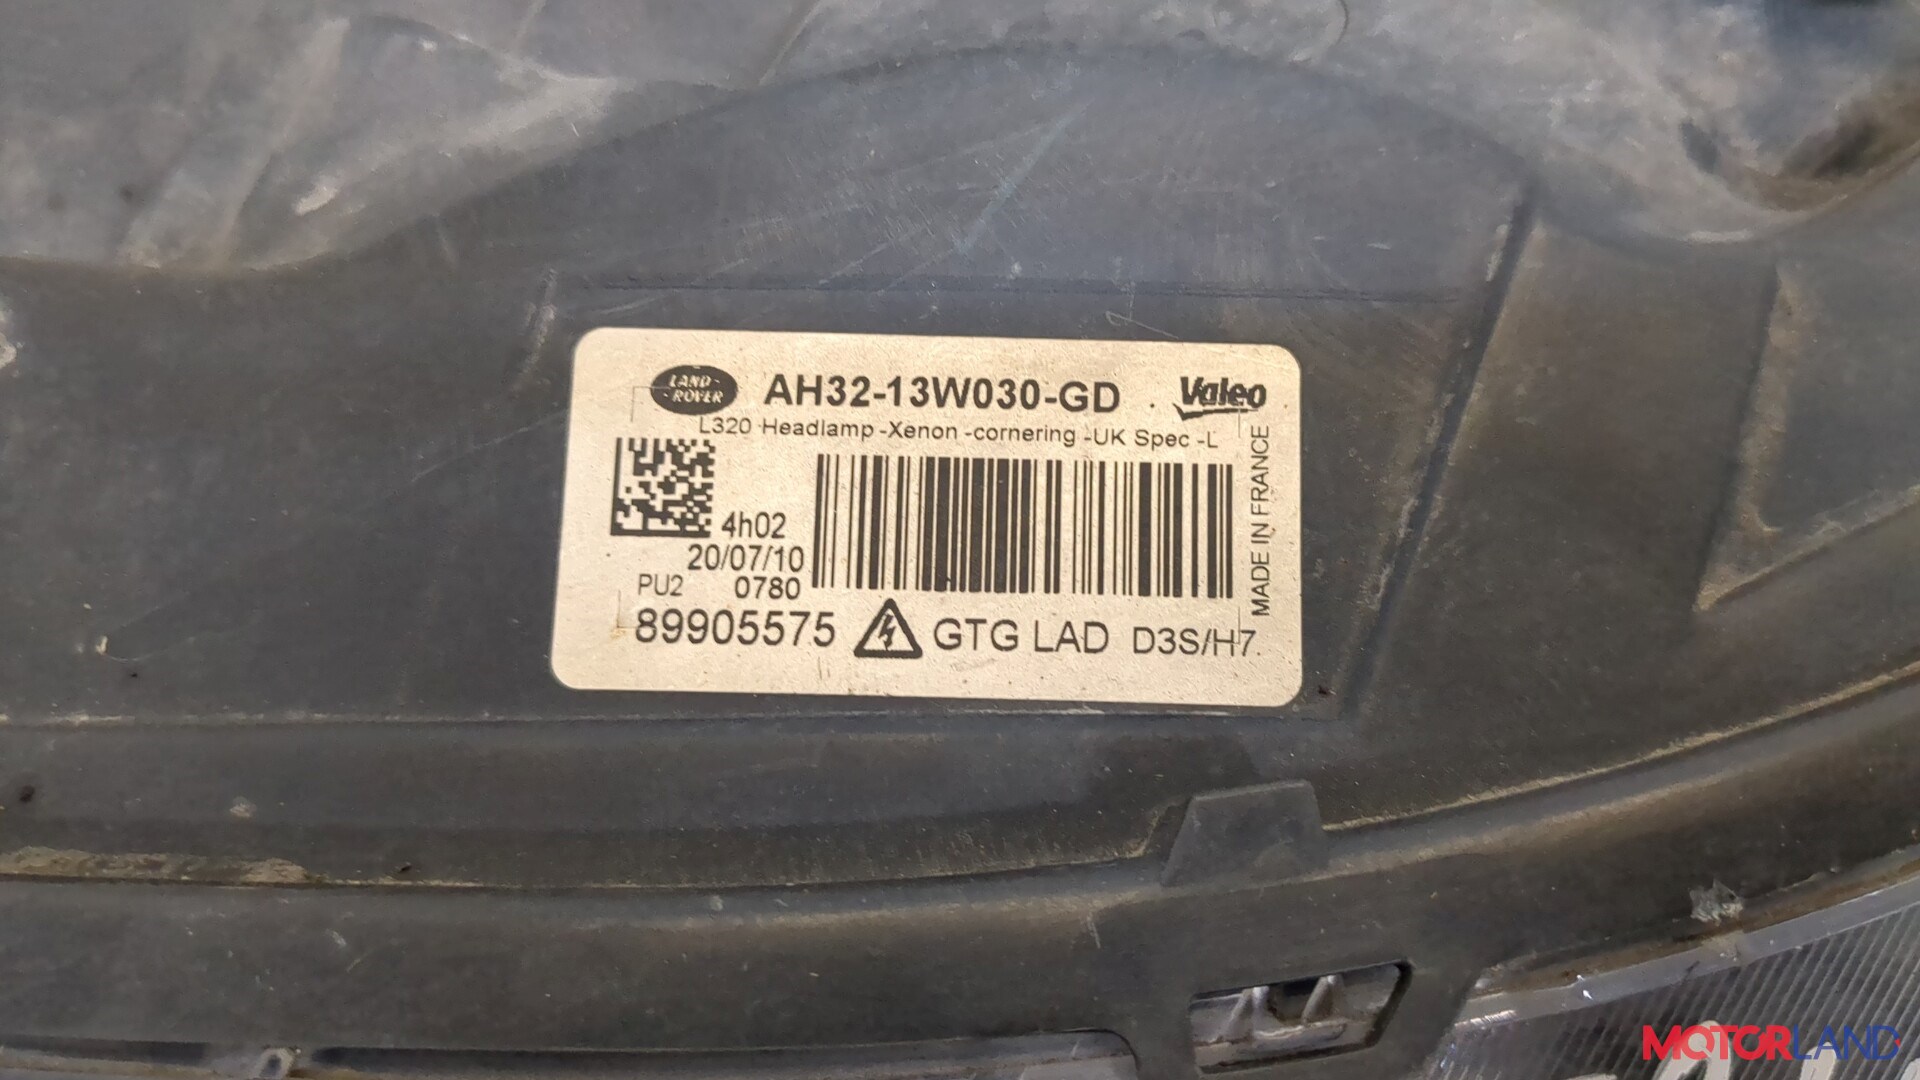 LAND-
-ROVER
AH32-13W030-GD
Valeo
L320 Headlamp -Xenon -cornering -UK Spec -L
4h02
20/07/10
PU2 0780
89905575
GTG LAD D3S/H7.
MADE IN FRANCE
MOTORLAND